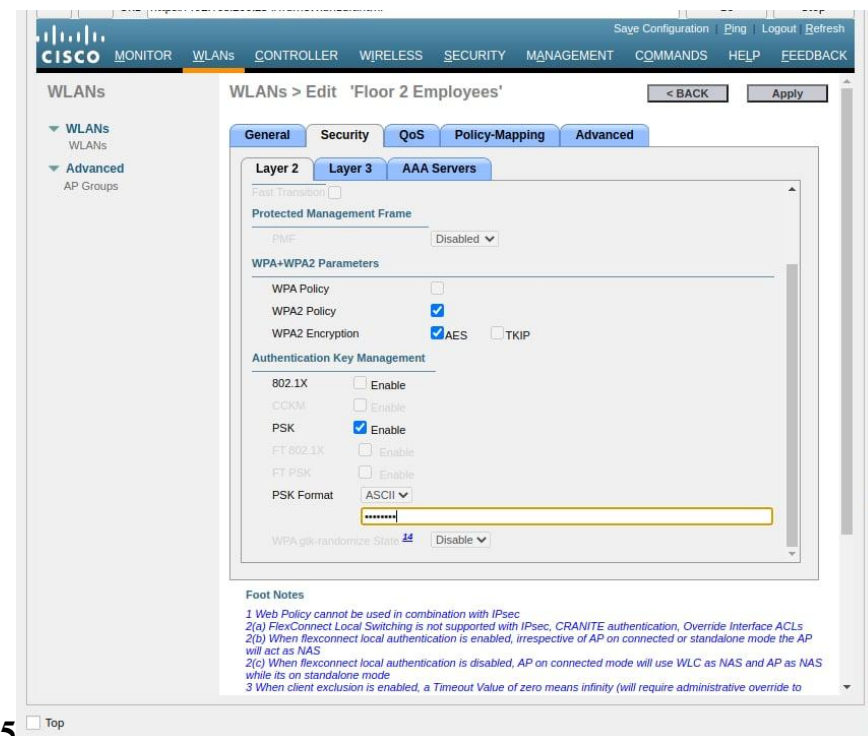 Save Configuration | Ping | Logout | Refresh
CISCO MONITOR WLANs CONTROLLER WIRELESS SECURITY MANAGEMENT COMMANDS HELP FEEDBACK
WLANs
WLANs > Edit 'Floor 2 Employees'
< BACK
Apply
WLANs
WLANs
Advanced
AP Groups
General Security QoS Policy-Mapping Advanced
Layer 2 Layer 3 AAA Servers
Fast Transition
Protected Management Frame
PMF Disabled
WPA+WPA2 Parameters
WPA Policy
WPA2 Policy
WPA2 Encryption AES TKIP
Authentication Key Management
802.1X Enable
CCKM Enable
PSK Enable
FT 802.1X Enable
FT PSK Enable
PSK Format ASCII
••••••••
WPA gtk-randomize State 14 Disable
Foot Notes
1 Web Policy cannot be used in combination with IPsec
2(a) FlexConnect Local Switching is not supported with IPsec, CRANITE authentication, Override Interface ACLs
2(b) When flexconnect local authentication is enabled, irrespective of AP on connected or standalone mode the AP
will act as NAS
2(c) When flexconnect local authentication is disabled, AP on connected mode will use WLC as NAS and AP as NAS
while its on standalone mode
3 When client exclusion is enabled, a Timeout Value of zero means infinity (will require administrative override to
5 Top